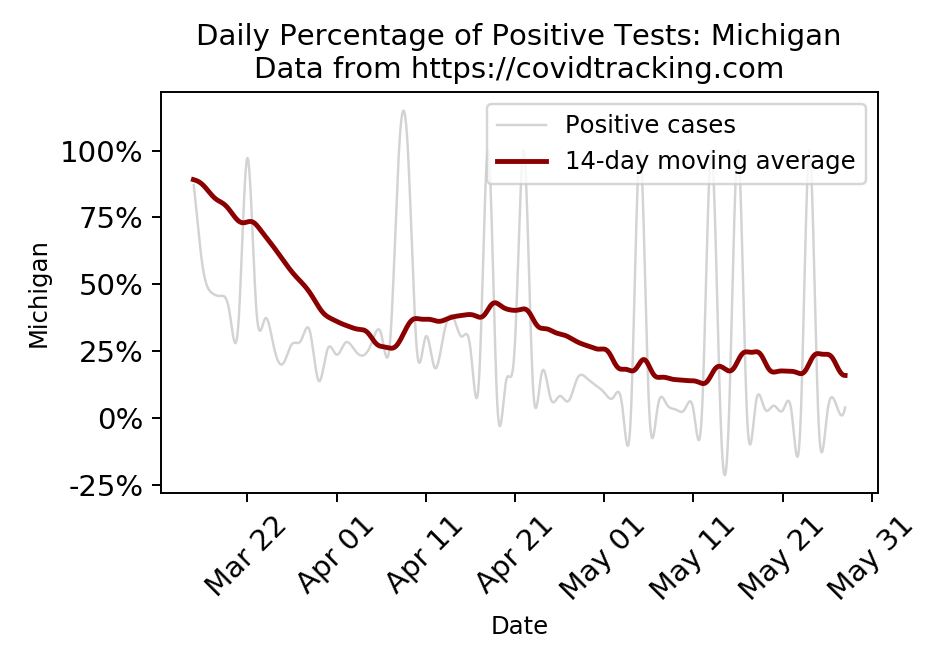 Daily Percentage of Positive Tests: Michigan
Data from https://covidtracking.com
Positive cases
14-day moving average
100%
75%
50%
25%
0%
-25%
Michigan
Mar 22
Apr 01
Apr 11
Apr 21
May 01
May 11
May 21
May 31
Date